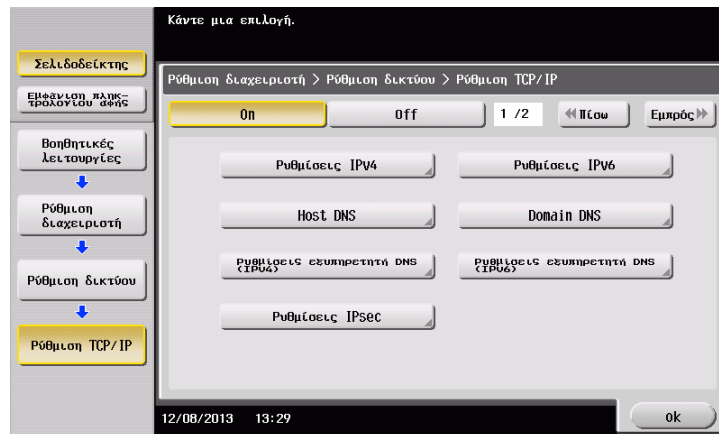 Κάντε μια επιλογή.
Σελιδοδείκτης
Εμφάνιση πληκ-
τρολογίου αφής
Βοηθητικές
λειτουργίες
Ρύθμιση
διαχειριστή
Ρύθμιση δικτύου
Ρύθμιση TCP/IP
Ρύθμιση διαχειριστή > Ρύθμιση δικτύου > Ρύθμιση TCP/IP
On Off 1 /2 Πίσω Εμπρός
Ρυθμίσεις IPV4 Ρυθμίσεις IPV6
Host DNS Domain DNS
Ρυθμίσεις εξυπηρετητή DNS
(IPV4)
Ρυθμίσεις εξυπηρετητή DNS
(IPV6)
Ρυθμίσεις IPsec
12/08/2013 13:29
ok